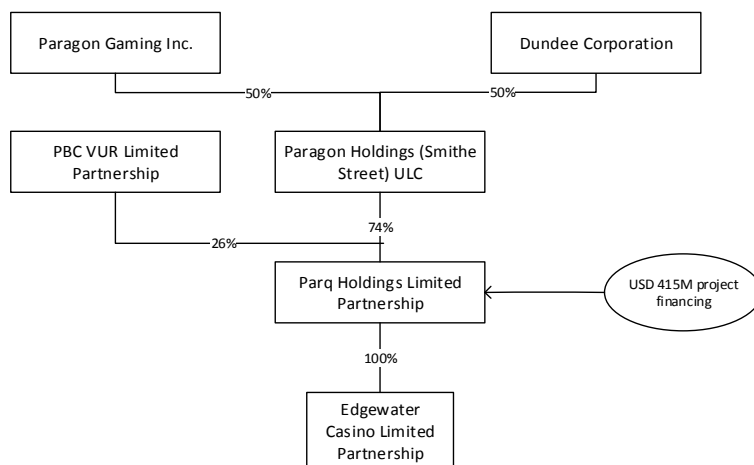 Paragon Gaming Inc.
Dundee Corporation
50%
50%
PBC VUR Limited
Partnership
Paragon Holdings (Smithe
Street) ULC
74%
26%
Parq Holdings Limited
Partnership
USD 415M project
financing
100%
Edgewater
Casino Limited
Partnership